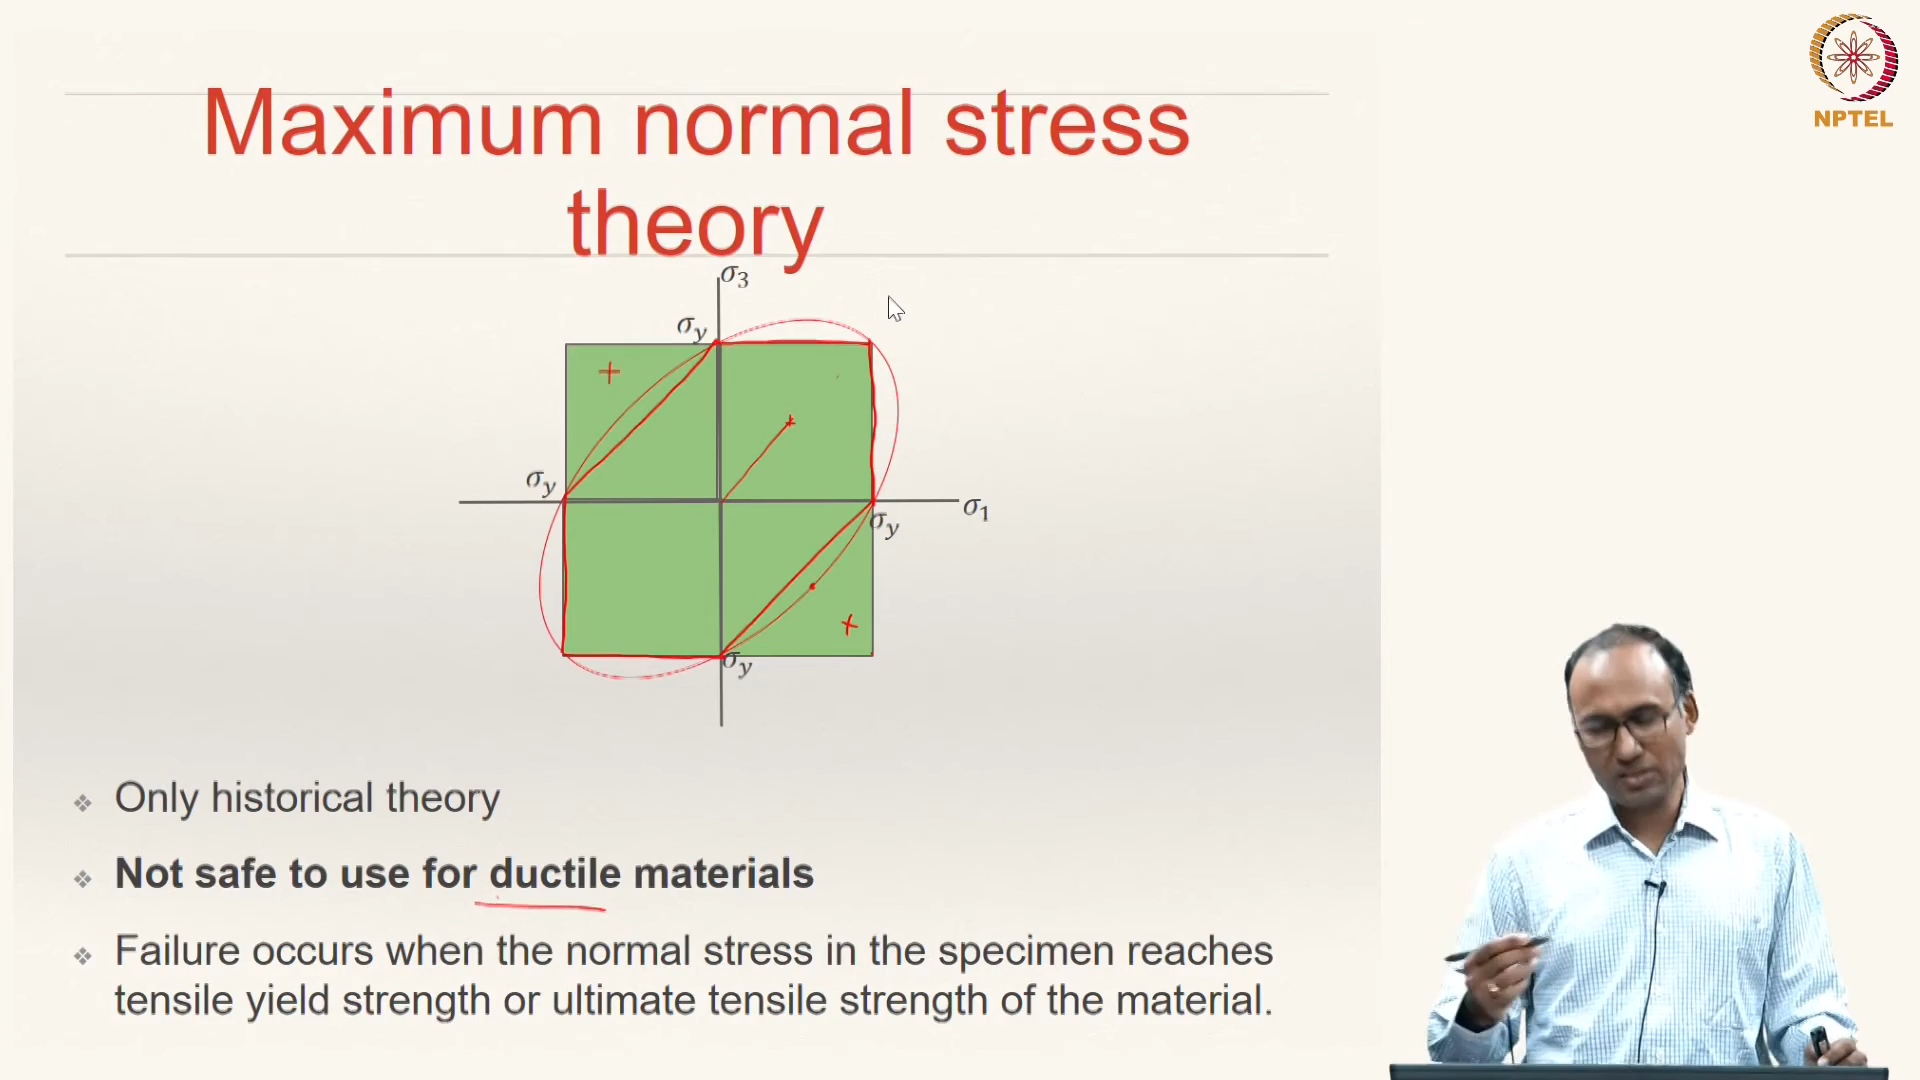 NPTEL
Maximum normal stress
theory
σ3
σy
σy
σ1
σy
σy
Only historical theory
Not safe to use for ductile materials
Failure occurs when the normal stress in the specimen reaches
tensile yield strength or ultimate tensile strength of the material.